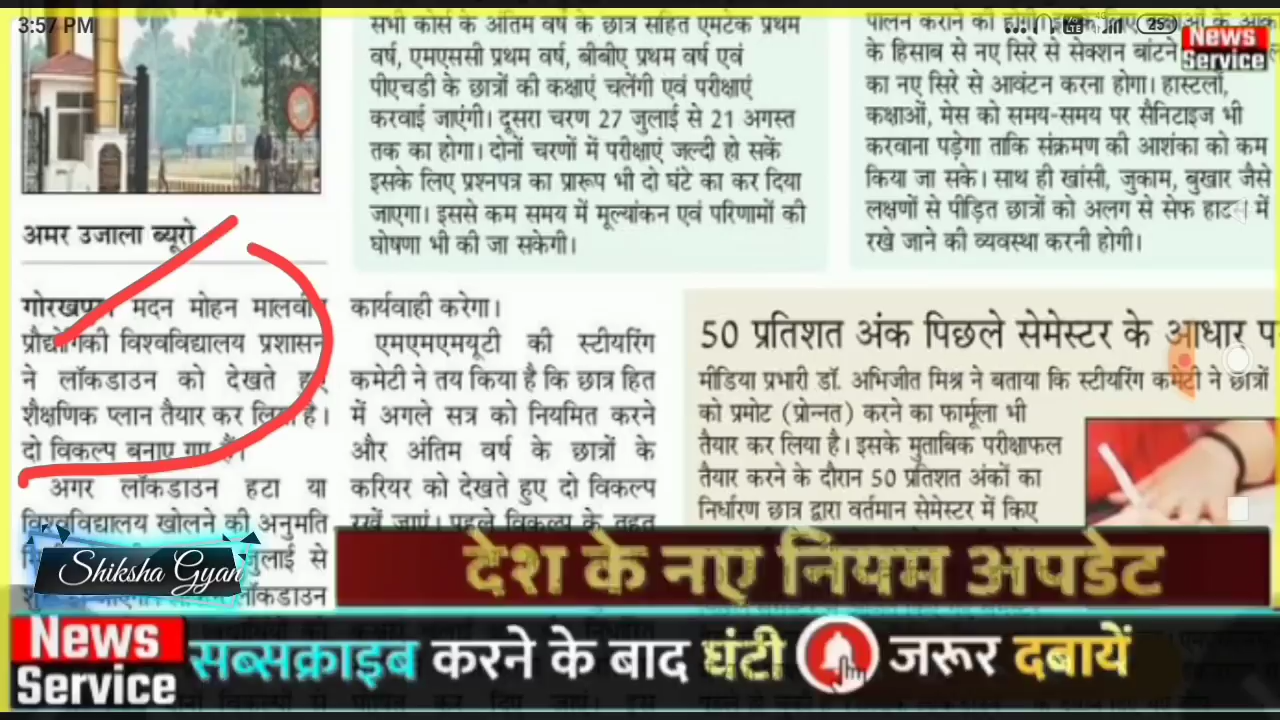 3:57 PM
25
News
Service
सभी कोर्स के अंतिम वर्ष के छात्र सहित एमटेक प्रथम
वर्ष, एमएससी प्रथम वर्ष, बीबीए प्रथम वर्ष एवं
पीएचडी के छात्रों की कक्षाएं चलेंगी एवं परीक्षाएं
करवाई जाएंगी। दूसरा चरण 27 जुलाई से 21 अगस्त
तक का होगा। दोनों चरणों में परीक्षाएं जल्दी हो सकें
इसके लिए प्रश्नपत्र का प्रारूप भी दो घंटे का कर दिया
जाएगा। इससे कम समय में मूल्यांकन एवं परिणामों की
घोषणा भी की जा सकेगी।
पालन कराने की होगी।
के हिसाब से नए सिरे से सेक्शन बांटने
का नए सिरे से आवंटन करना होगा। हास्टलों,
कक्षाओं, मेस को समय-समय पर सैनिटाइज भी
करवाना पड़ेगा ताकि संक्रमण की आशंका को कम
किया जा सके। साथ ही खांसी, जुकाम, बुखार जैसे
लक्षणों से पीड़ित छात्रों को अलग से सेफ हाउस में
रखे जाने की व्यवस्था करनी होगी।
अमर उजाला ब्यूरो
गोरखपुर। मदन मोहन मालवीय
प्रौद्योगिकी विश्वविद्यालय प्रशासन
ने लॉकडाउन को देखते हुए
शैक्षणिक प्लान तैयार कर लिया है।
दो विकल्प बनाए गए हैं।
अगर लॉकडाउन हटा या
विश्वविद्यालय खोलने की अनुमति
जुलाई से
लॉकडाउन
कार्यवाही करेगा।
एमएमएमयूटी की स्टीयरिंग
कमेटी ने तय किया है कि छात्र हित
में अगले सत्र को नियमित करने
और अंतिम वर्ष के छात्रों के
करियर को देखते हुए दो विकल्प
रखें जाएं। पहले विकल्प के तहत
50 प्रतिशत अंक पिछले सेमेस्टर के आधार प
मीडिया प्रभारी डॉ. अभिजीत मिश्र ने बताया कि स्टीयरिंग कमेटी ने छात्रों
को प्रमोट (प्रोन्नत) करने का फार्मूला भी
तैयार कर लिया है। इसके मुताबिक परीक्षाफल
तैयार करने के दौरान 50 प्रतिशत अंकों का
निर्धारण छात्र द्वारा वर्तमान सेमेस्टर में किए
Shiksha Gyan
देश के नए नियम अपडेट
News
Service
सब्सक्राइब करने के बाद घंटी जरूर दबायें